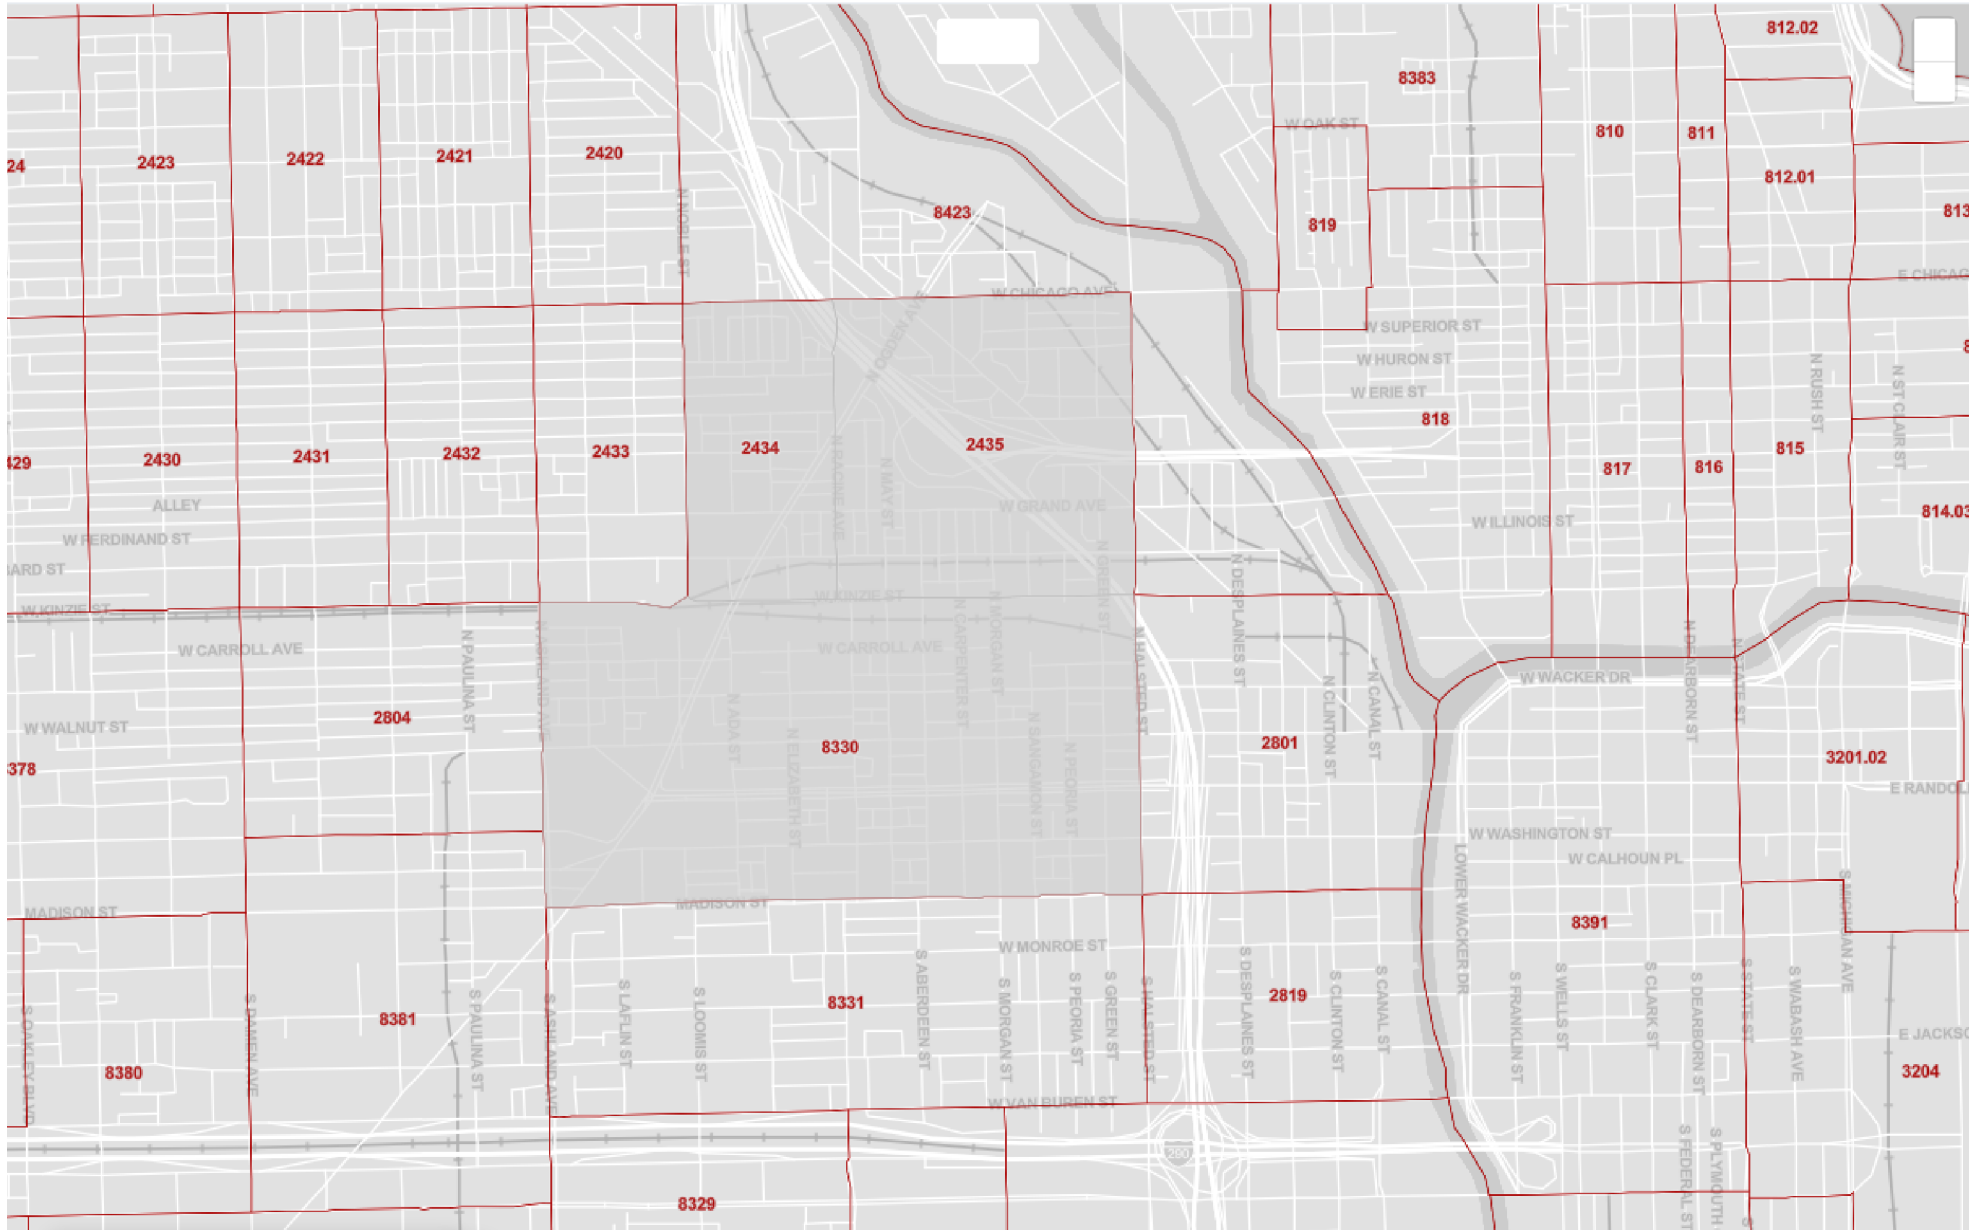 812.02
8383
W OAK ST
810
811
24
2423
2422
2421
2420
812.01
N NOBLE ST
8423
819
813
W CHICAGO AVE
E CHICAG
N OGDEN AVE
W SUPERIOR ST
W HURON ST
W ERIE ST
N RUSH ST
N ST CLAIR ST
818
429
2430
2431
2432
2433
2434
2435
817
816
815
N RACINE AVE
N MAY ST
ALLEY
W GRAND AVE
W ILLINOIS ST
814.03
W FERDINAND ST
ARD ST
N GREEN ST
N DESPLAINES ST
W KINZIE ST
W KINZIE ST
N CARPENTER ST
N MORGAN ST
W CARROLL AVE
W CARROLL AVE
N PAULINA ST
N ASHLAND AVE
N HALSTED ST
N CLINTON ST
N CANAL ST
W WACKER DR
N DEARBORN ST
N STATE ST
W WALNUT ST
2804
N ADA ST
N ELIZABETH ST
8330
N SANGAMON ST
N PEORIA ST
2801
3201.02
378
E RANDOL
W WASHINGTON ST
W CALHOUN PL
LOWER WACKER DR
MADISON ST
MADISON ST
8391
S MICHIGAN AVE
W MONROE ST
S OAKLEY BLVD
8380
S DAMEN AVE
8381
S PAULINA ST
S ASHLAND AVE
S LAFLIN ST
S LOOMIS ST
8331
S ABERDEEN ST
S MORGAN ST
S PEORIA ST
S GREEN ST
S HALSTED ST
S DESPLAINES ST
2819
S CLINTON ST
S CANAL ST
S FRANKLIN ST
S WELLS ST
S CLARK ST
S DEARBORN ST
S STATE ST
S WABASH AVE
E JACKSO
3204
W VAN BUREN ST
290
S FEDERAL ST
S PLYMOUTH
8329